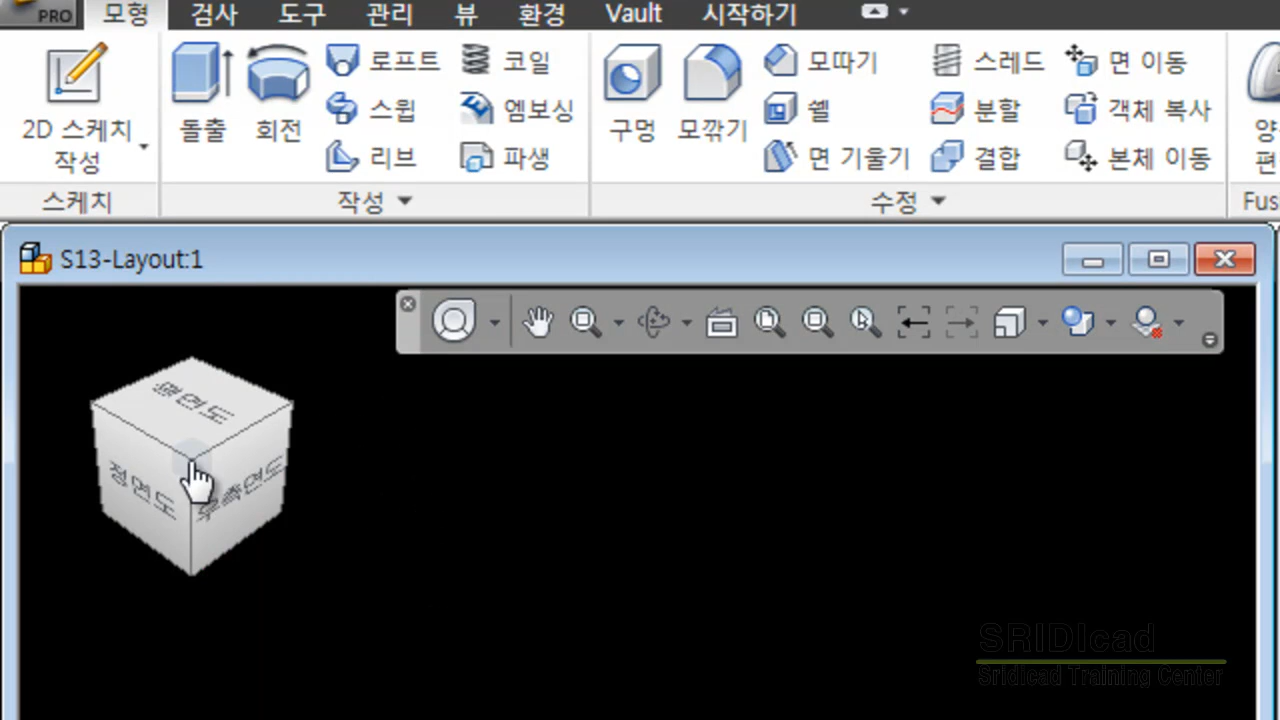 PRO 모형 검사 도구 관리 뷰 환경 Vault 시작하기
2D 스케치
작성
돌출
회전
로프트
스윕
리브
코일
엠보싱
파생
구멍
모깎기
모따기
쉘
면 기울기
스레드
분할
결합
면 이동
객체 복사
본체 이동
양
편
스케치
작성
수정
Fus
S13-Layout:1
평면도
정면도
우측면도
SRIDIcad
Sridicad Training Center